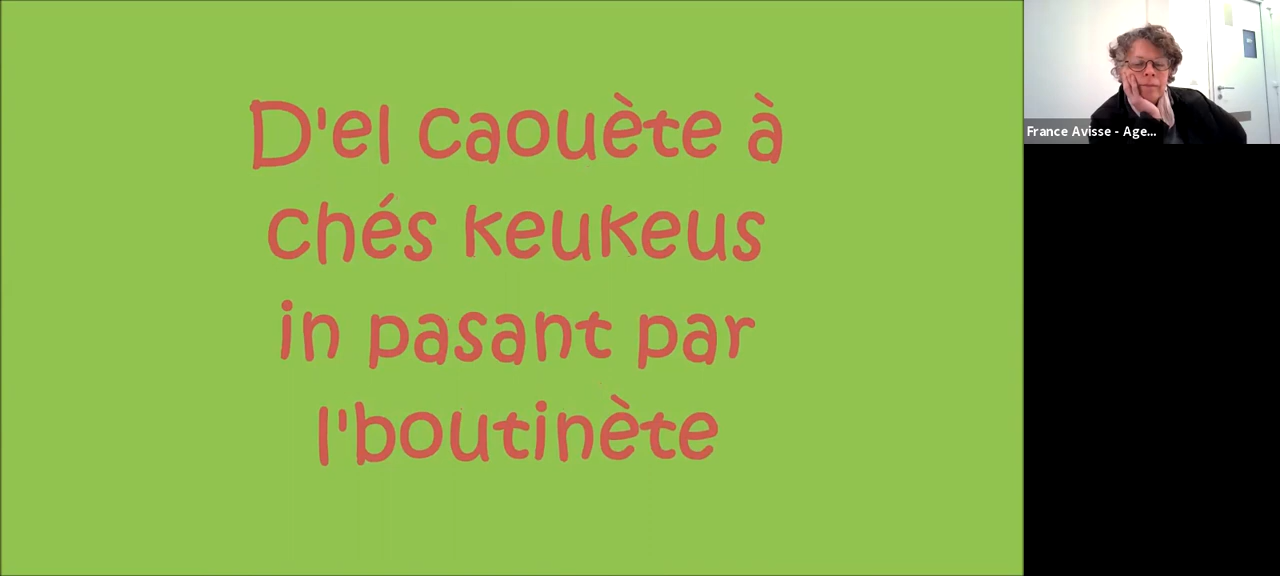 D'el caouète à
chés keukeus
in pasant par
l'boutinète
France Avisse - Age...